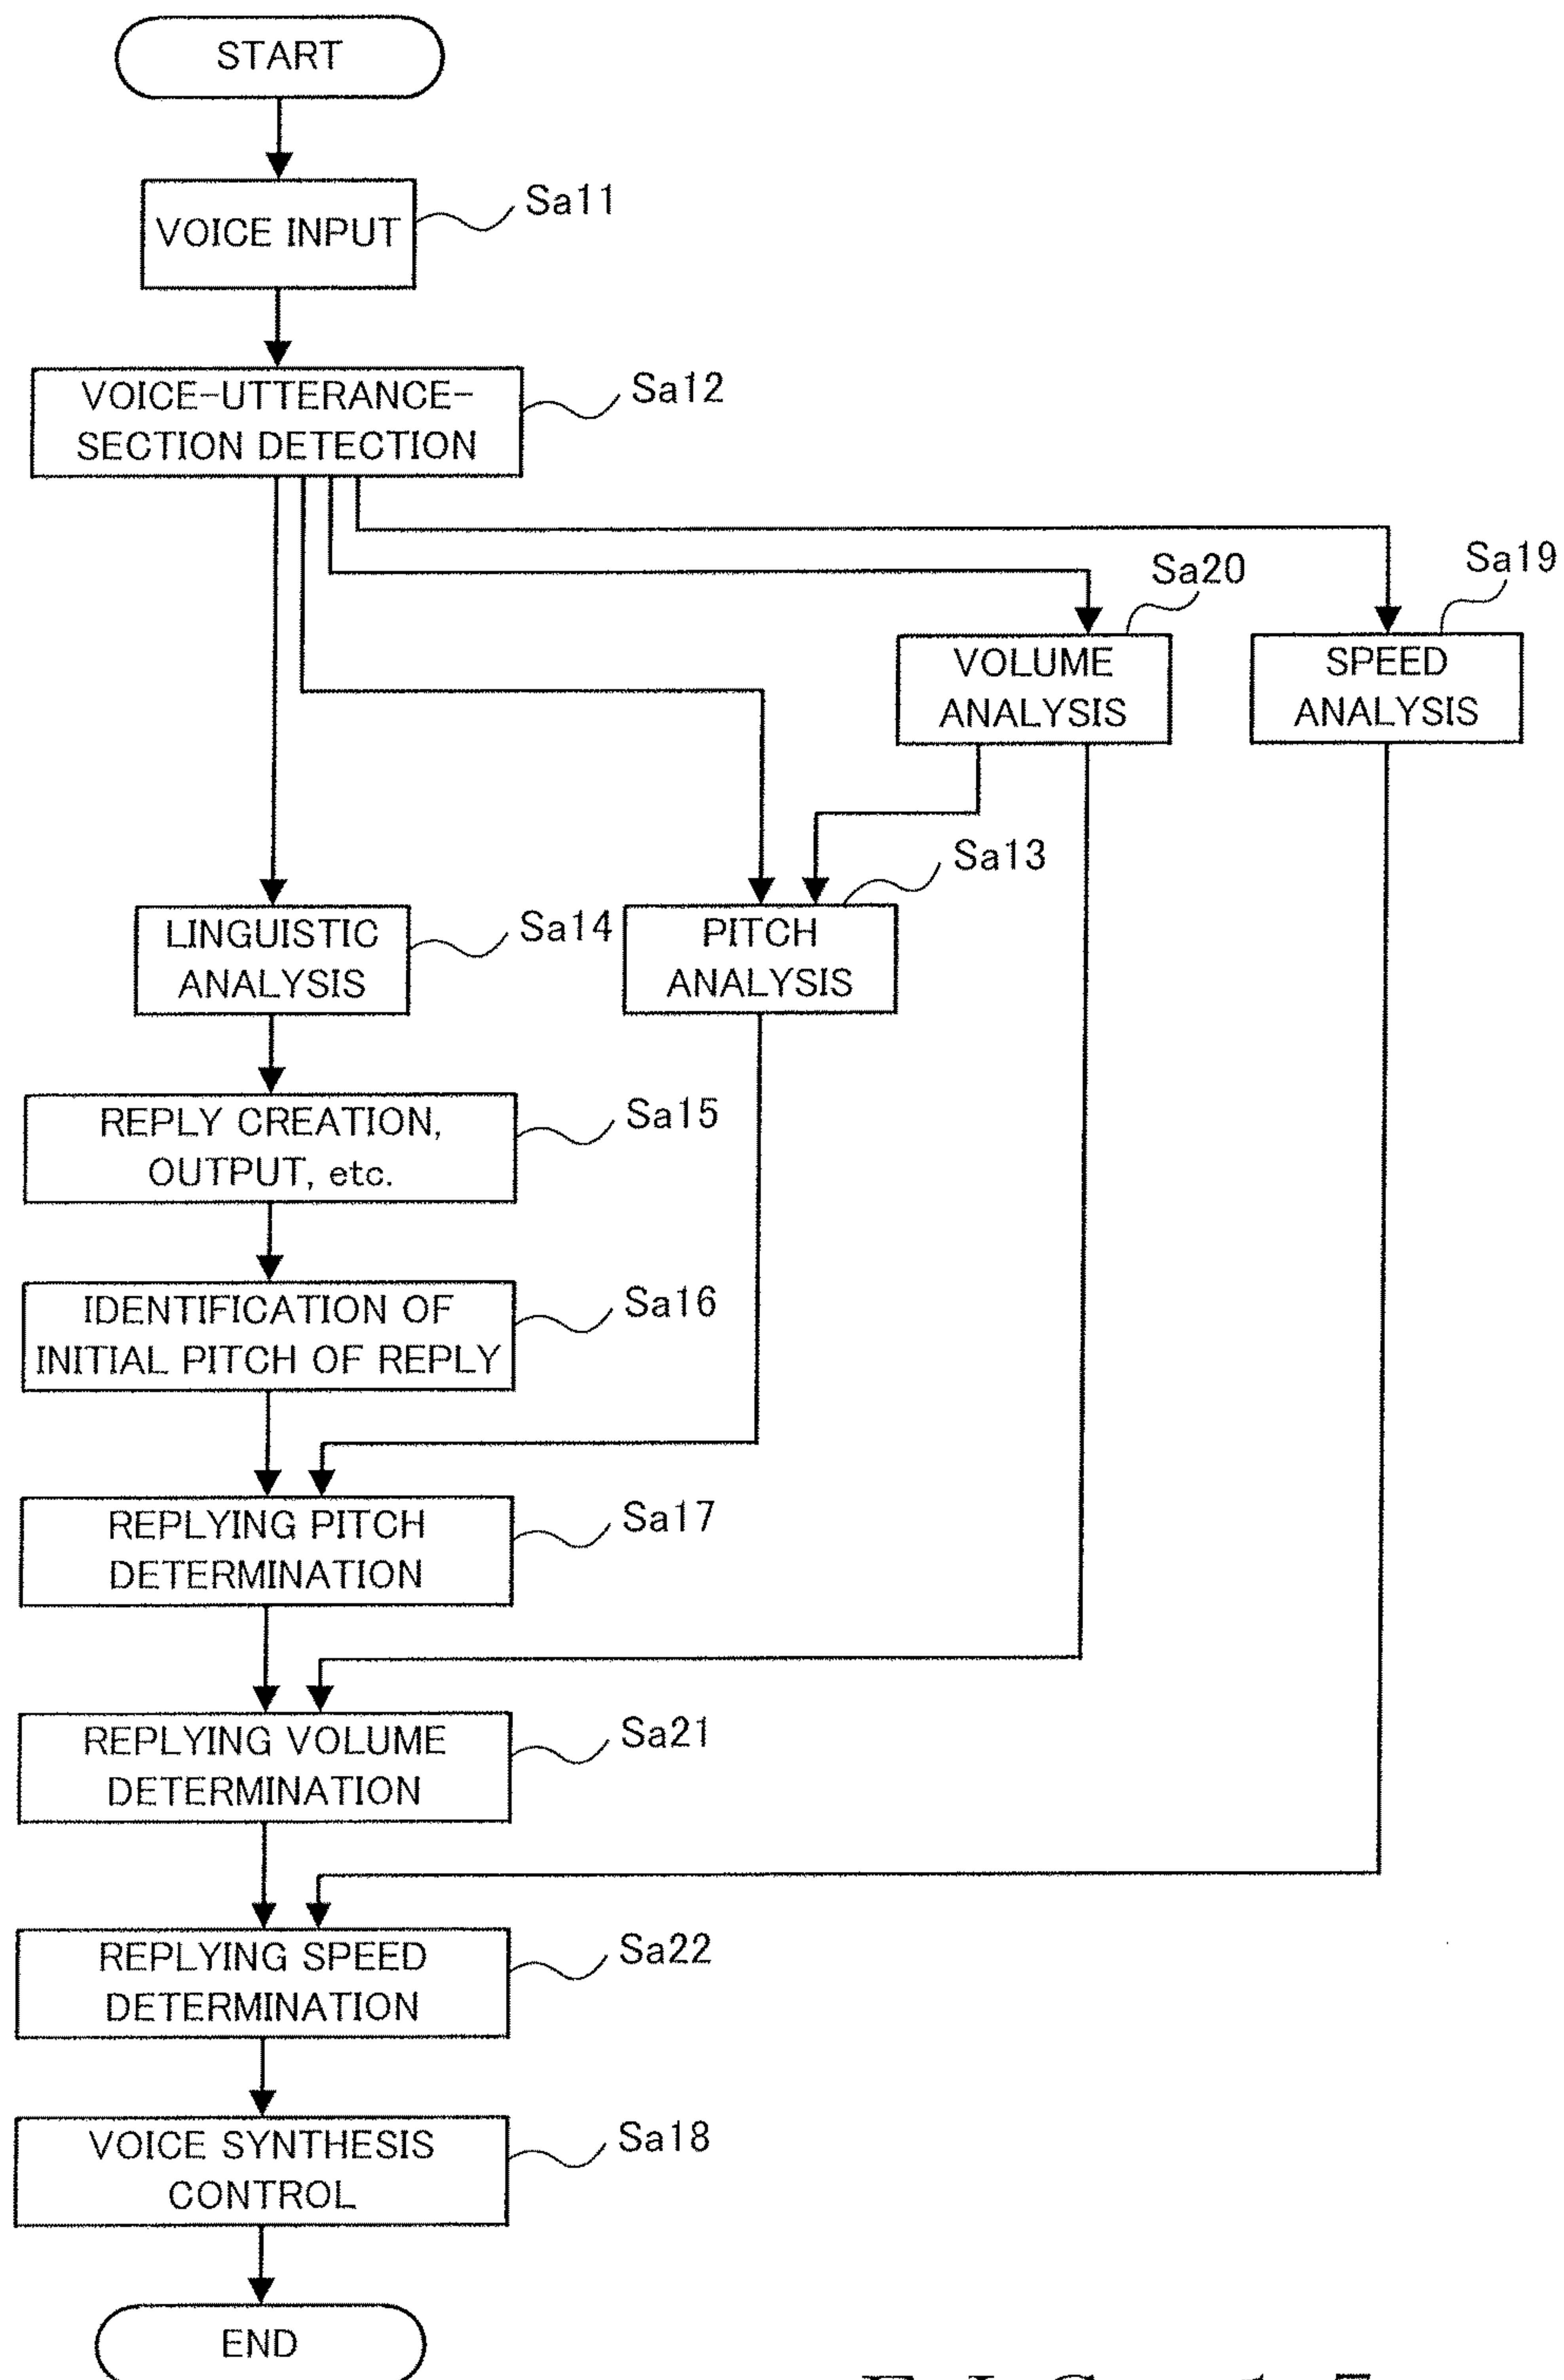 START
VOICE INPUT
Sa11
VOICE-UTTERANCE-
SECTION DETECTION
Sa12
Sa20
Sa19
VOLUME
ANALYSIS
SPEED
ANALYSIS
Sa13
LINGUISTIC
ANALYSIS
Sa14
PITCH
ANALYSIS
REPLY CREATION,
OUTPUT, etc.
Sa15
IDENTIFICATION OF
INITIAL PITCH OF REPLY
Sa16
REPLYING PITCH
DETERMINATION
Sa17
REPLYING VOLUME
DETERMINATION
Sa21
REPLYING SPEED
DETERMINATION
Sa22
VOICE SYNTHESIS
CONTROL
Sa18
END